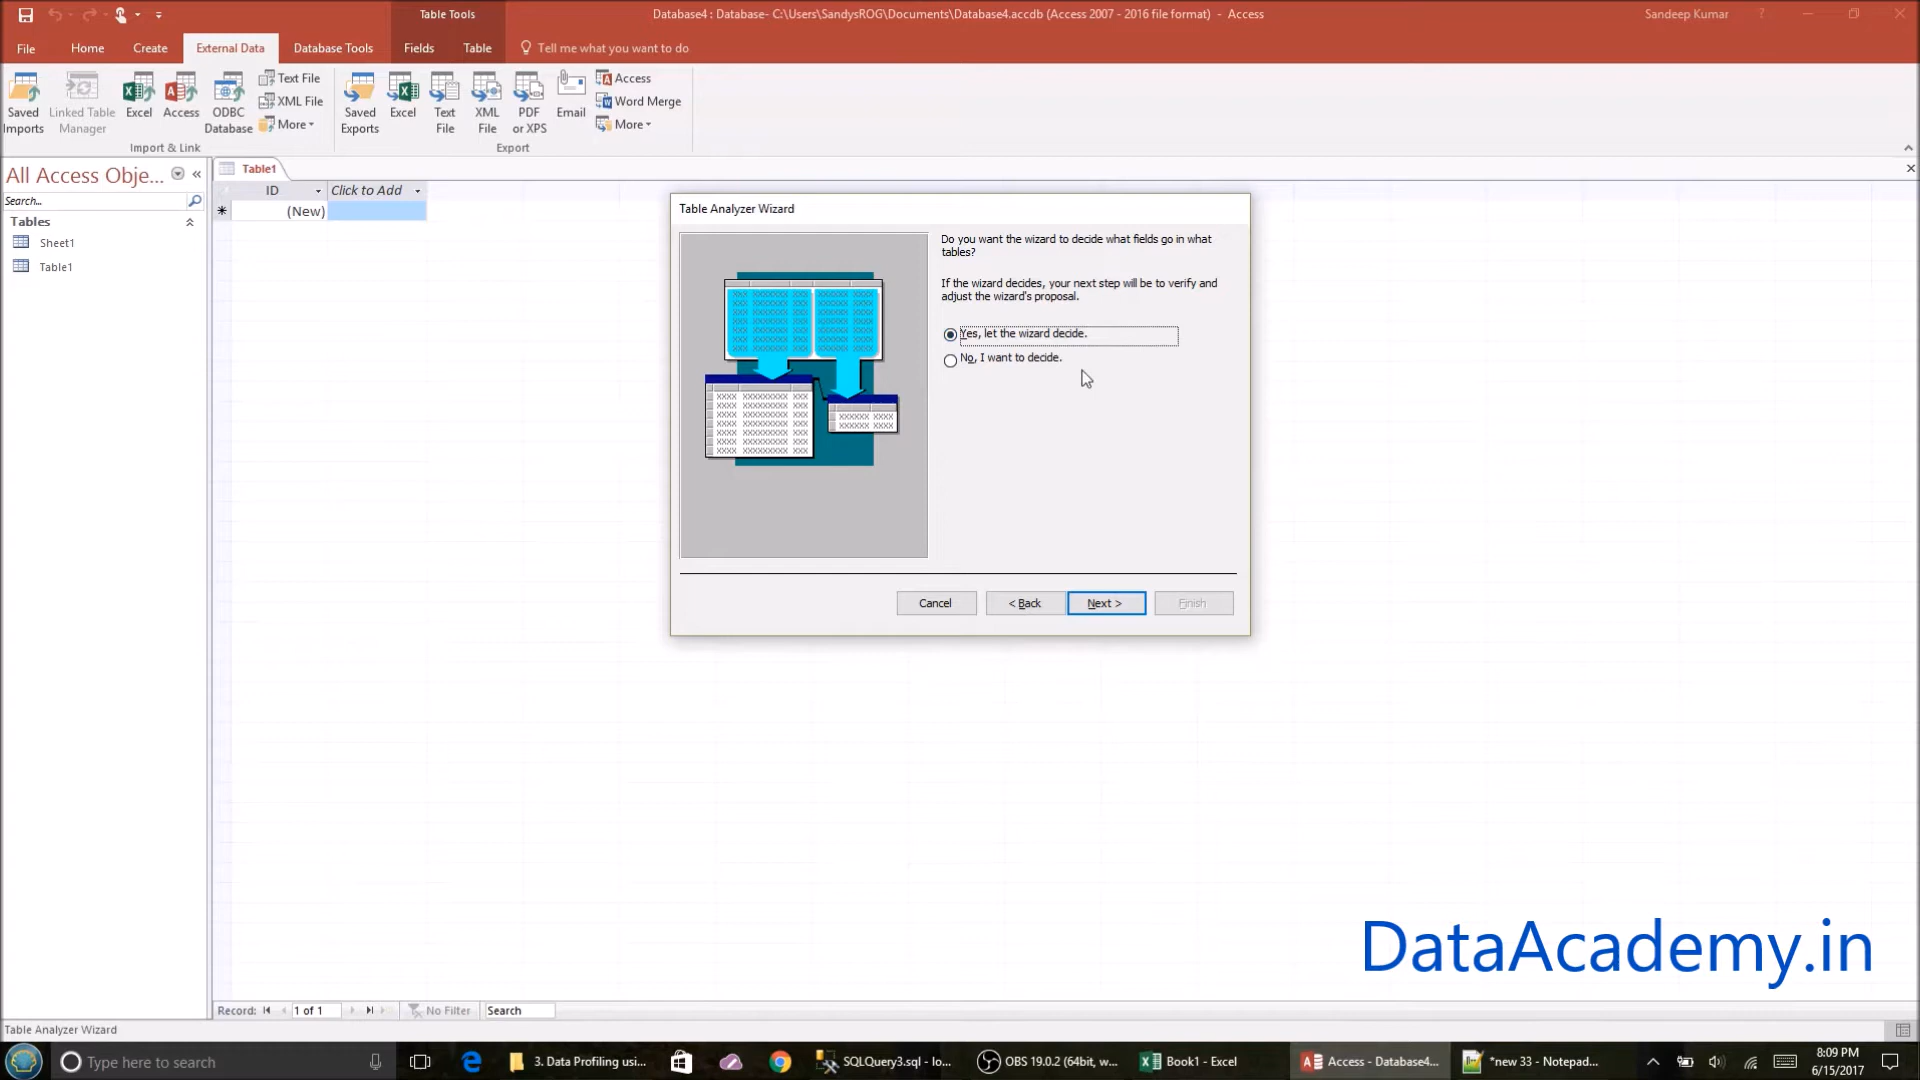 Table Tools
Database4 : Database- C:\Users\SandysROG\Documents\Database4.accdb (Access 2007 - 2016 file format) - Access
Sandeep Kumar
?
File
Home
Create
External Data
Database Tools
Fields
Table
Tell me what you want to do
Saved Imports
Linked Table Manager
Excel
Access
ODBC Database
Text File
XML File
More
Import & Link
Saved Exports
Excel
Text File
XML File
PDF or XPS
Email
Access
Word Merge
More
Export
All Access Obje...
Search...
Tables
Sheet1
Table1
Table1
ID
Click to Add
(New)
Table Analyzer Wizard
Do you want the wizard to decide what fields go in what
tables?
If the wizard decides, your next step will be to verify and
adjust the wizard's proposal.
Yes, let the wizard decide.
No, I want to decide.
Cancel
< Back
Next >
Finish
DataAcademy.in
Record:
1 of 1
No Filter
Search
Table Analyzer Wizard
Type here to search
3. Data Profiling usi...
SQLQuery3.sql - lo...
OBS 19.0.2 (64bit, w...
Book1 - Excel
Access - Database4...
*new 33 - Notepad...
8:09 PM
6/15/2017